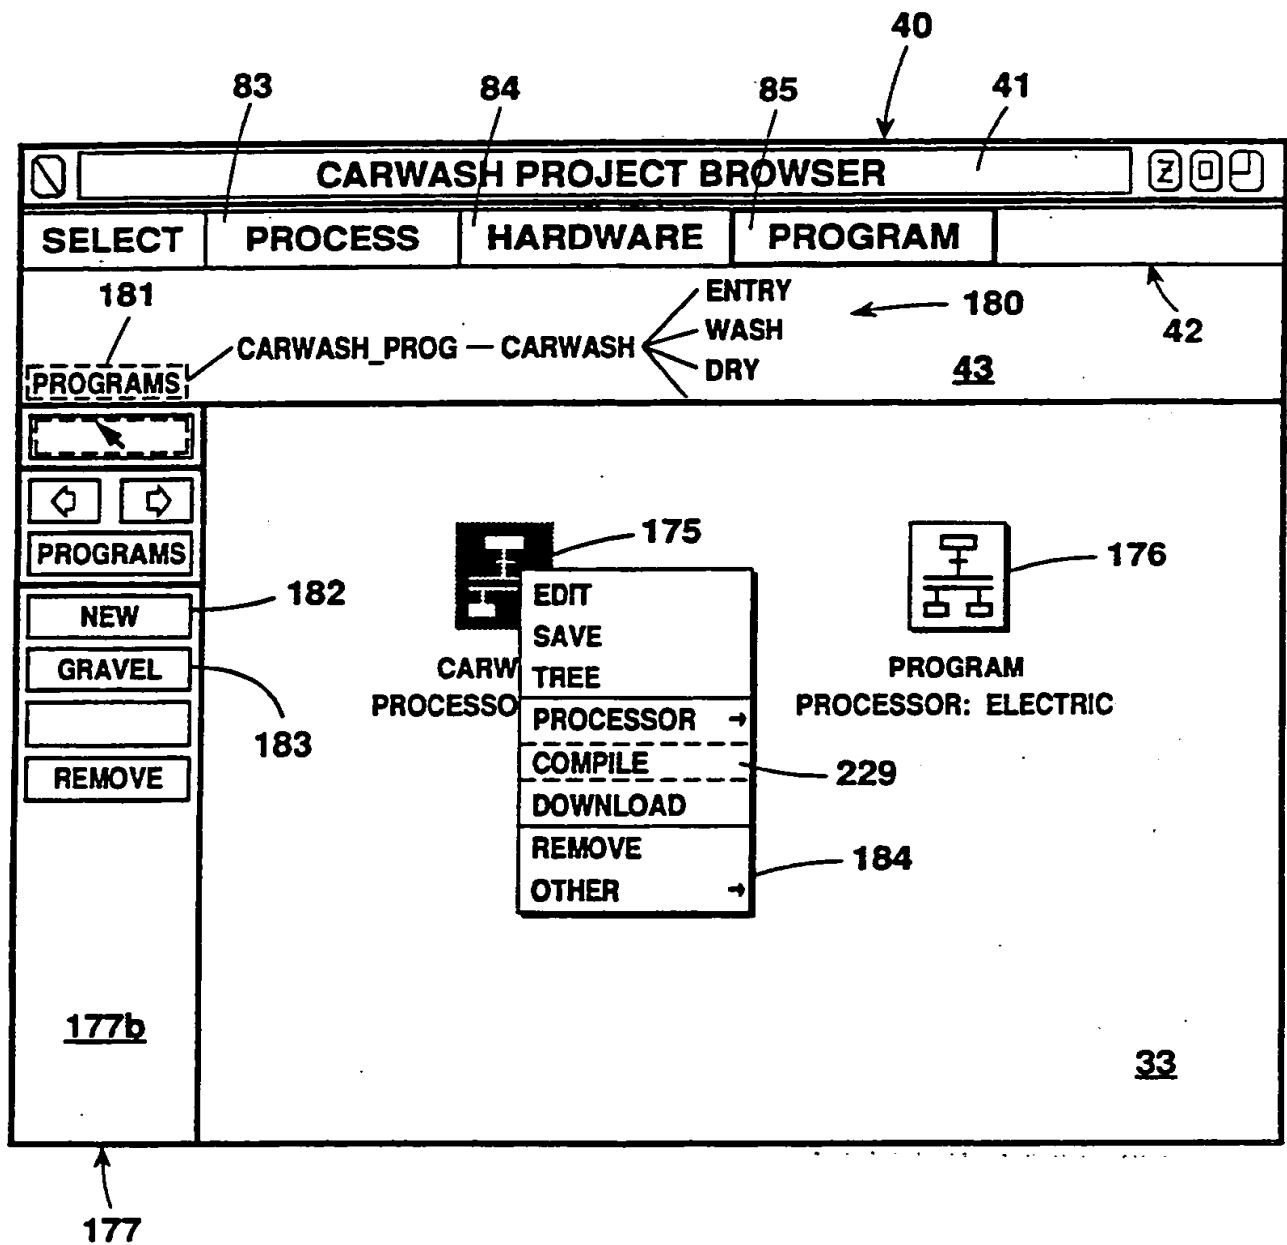 40
83
84
85
41
CARWASH PROJECT BROWSER
Z
SELECT
PROCESS
HARDWARE
PROGRAM
181
ENTRY
180
42
CARWASH_PROG
CARWASH
WASH
PROGRAMS
DRY
43
PROGRAMS
175
176
NEW
182
GRAVEL
183
REMOVE
CARW
PROCESSO
EDIT
SAVE
TREE
PROCESSOR →
COMPILE
DOWNLOAD
REMOVE
OTHER →
229
184
PROGRAM
PROCESSOR: ELECTRIC
177b
33
177